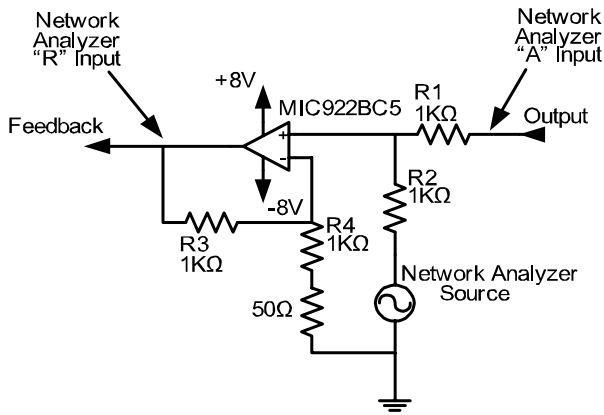 Network
Analyzer
“R” Input
Network
Analyzer
“A” Input
+8V
MIC922BC5
R1
1KΩ
Output
Feedback
+
-
R2
1KΩ
-8V
R3
1KΩ
R4
1KΩ
Network Analyzer
Source
50Ω